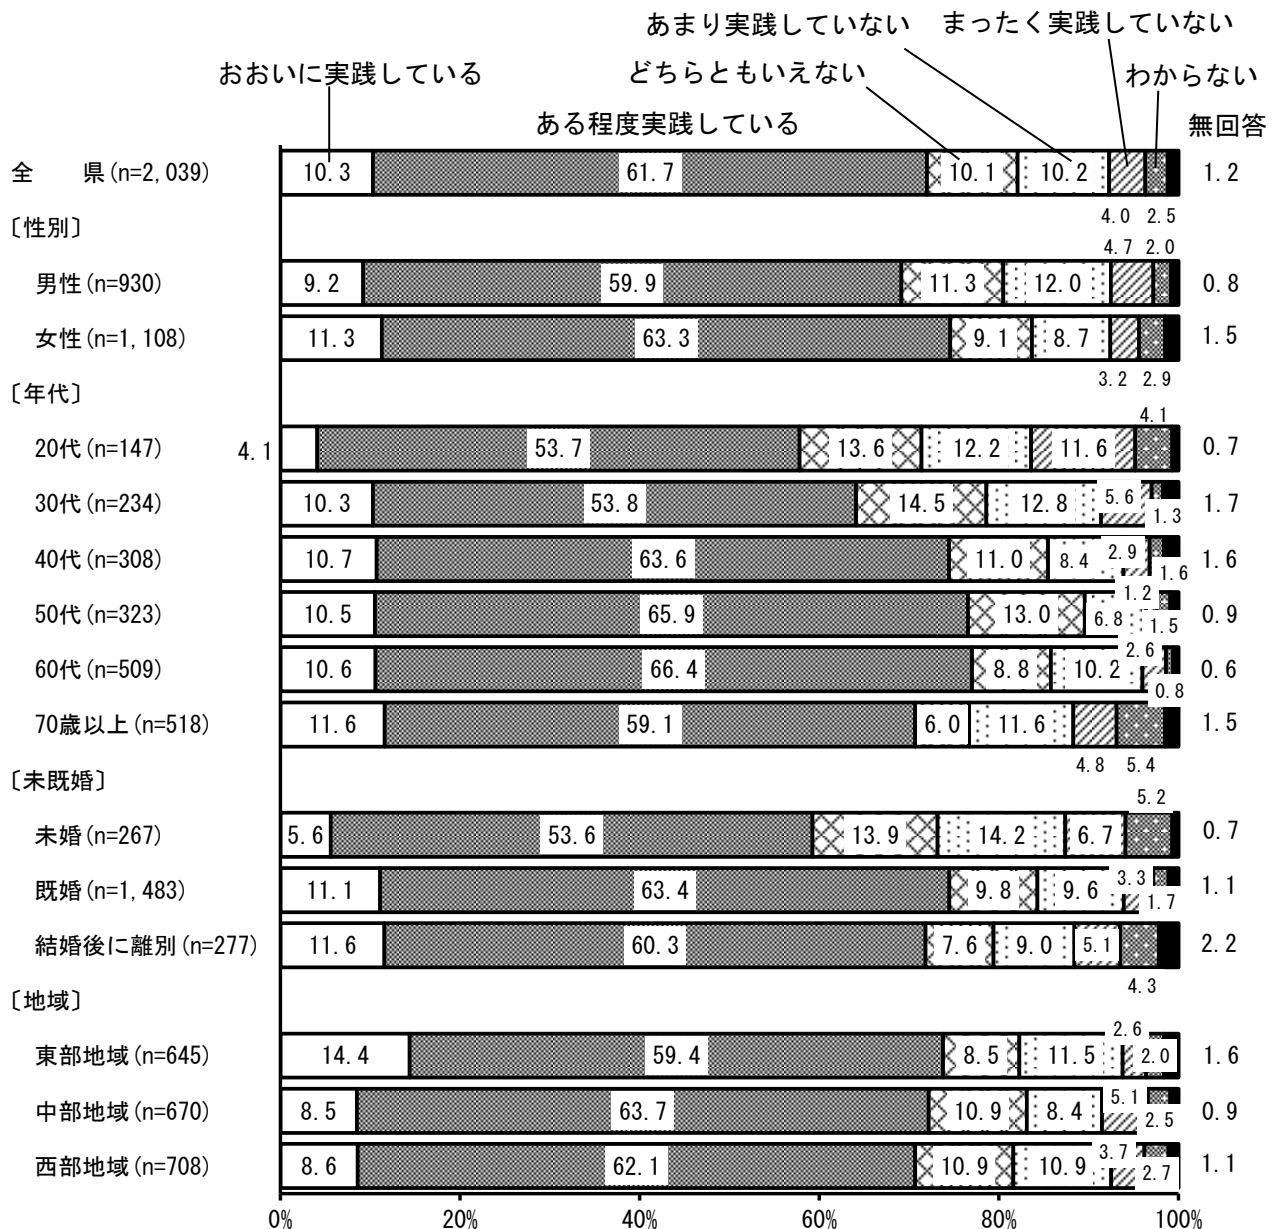 あまり実践していない まったく実践していない
おおいに実践している どちらともいえない わからない
ある程度実践している 無回答
全 県(n=2,039) 10.3 61.7 10.1 10.2 1.2
4.0 2.5
〔性別〕
4.7 2.0
男性(n=930) 9.2 59.9 11.3 12.0 0.8
女性(n=1,108) 11.3 63.3 9.1 8.7 1.5
3.2 2.9
〔年代〕
4.1
20代(n=147) 4.1 53.7 13.6 12.2 11.6 0.7
30代(n=234) 10.3 53.8 14.5 12.8 5.6 1.3 1.7
40代(n=308) 10.7 63.6 11.0 8.4 2.9 1.6 1.6
50代(n=323) 10.5 65.9 13.0 6.8 1.2 1.5 0.9
60代(n=509) 10.6 66.4 8.8 10.2 2.6 0.8 0.6
70歳以上(n=518) 11.6 59.1 6.0 11.6 1.5
4.8 5.4
〔未既婚〕
5.2
未婚(n=267) 5.6 53.6 13.9 14.2 6.7 0.7
既婚(n=1,483) 11.1 63.4 9.8 9.6 3.3 1.7 1.1
結婚後に離別(n=277) 11.6 60.3 7.6 9.0 5.1 2.2
4.3
〔地域〕
東部地域(n=645) 14.4 59.4 8.5 11.5 2.6 2.0 1.6
中部地域(n=670) 8.5 63.7 10.9 8.4 5.1 2.5 0.9
西部地域(n=708) 8.6 62.1 10.9 10.9 3.7 2.7 1.1
0% 20% 40% 60% 80% 100%